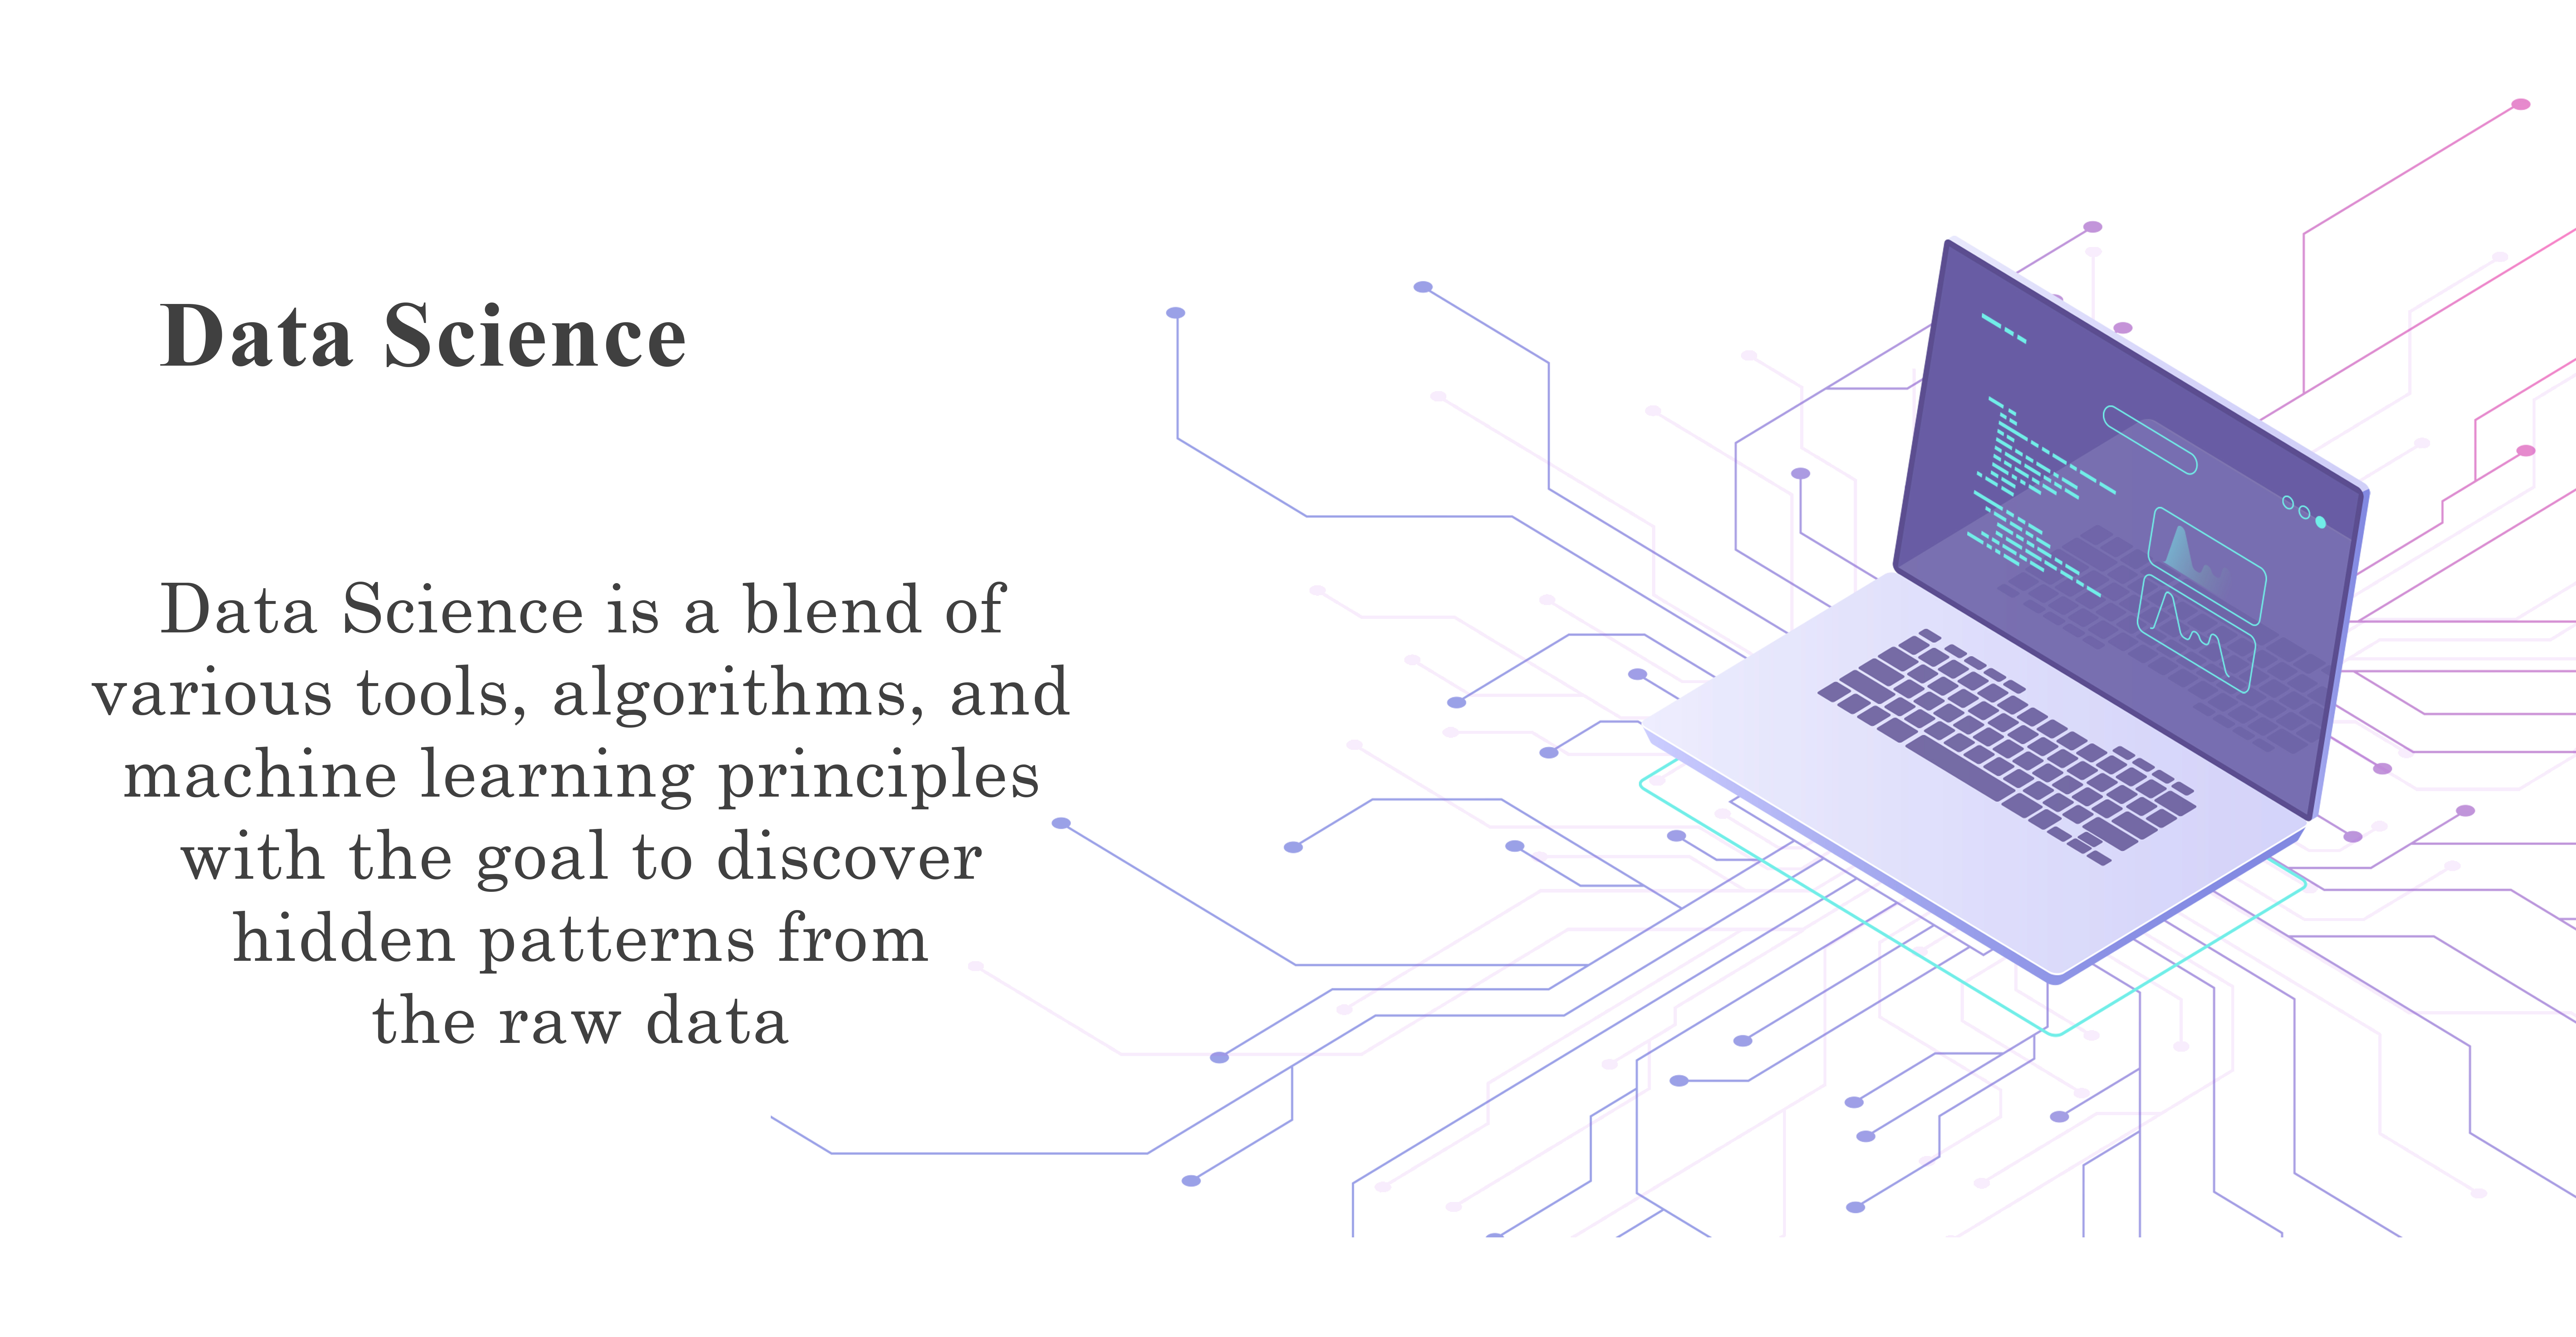 Data Science
Data Science is a blend of
various tools, algorithms, and
machine learning principles
with the goal to discover
hidden patterns from
the raw data